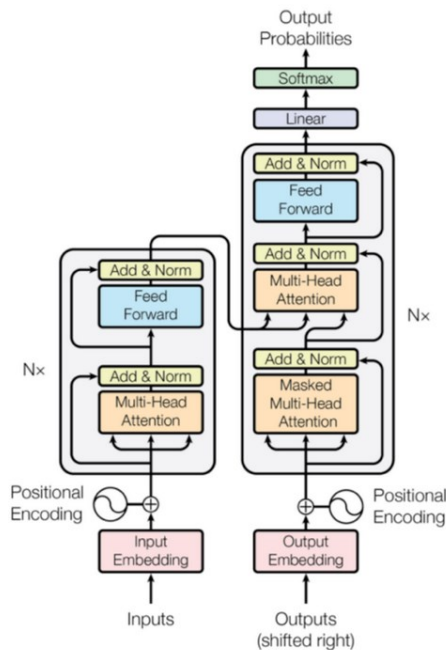 Output
Probabilities
Softmax
Linear
Add & Norm
Feed
Forward
Add & Norm
Multi-Head
Attention
Add & Norm
Masked
Multi-Head
Attention
N×
Add & Norm
Feed
Forward
Add & Norm
Multi-Head
Attention
N×
Positional
Encoding
Positional
Encoding
Input
Embedding
Output
Embedding
Inputs
Outputs
(shifted right)